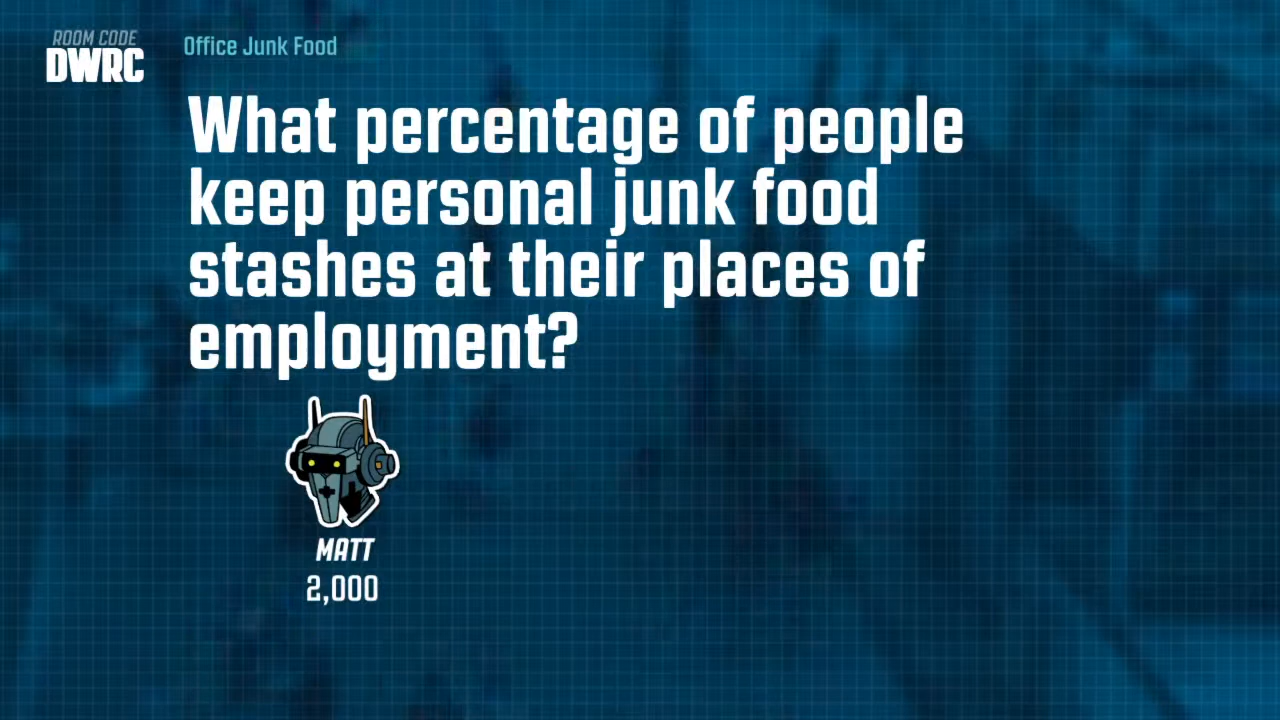 ROOM CODE
DWRC
Office Junk Food
What percentage of people
keep personal junk food
stashes at their places of
employment?
MATT
2,000